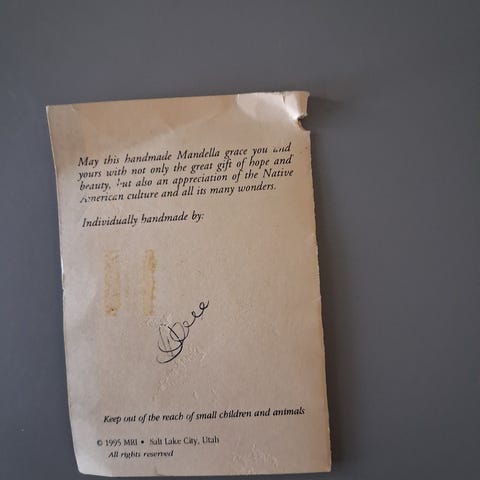 May this handmade Mandella grace you and
yours with not only the great gift of hope and
beauty, but also an appreciation of the Native
American culture and all its many wonders.
Individually handmade by:
Keep out of the reach of small children and animals
© 1995 MRI • Salt Lake City, Utah
All rights reserved